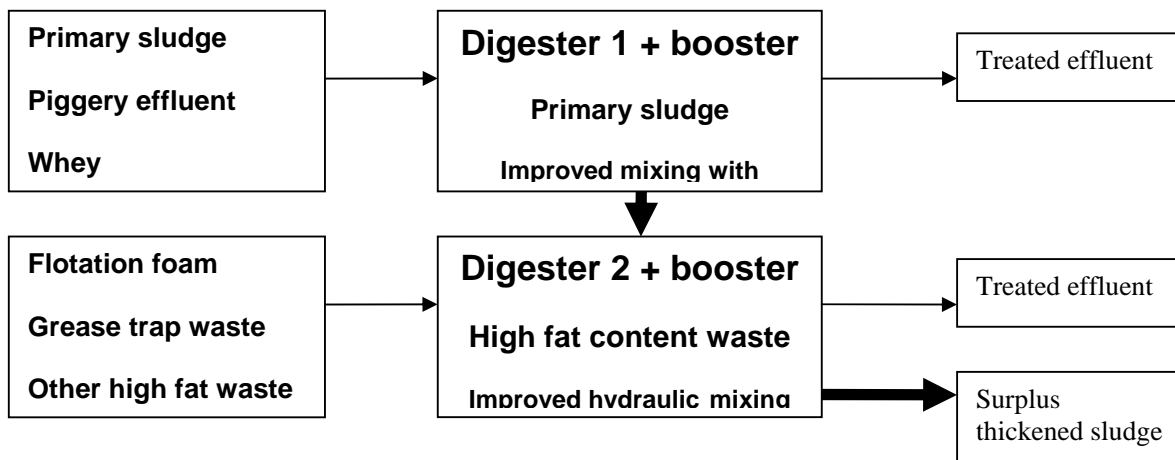 Primary sludge
Piggery effluent
Whey
Digester 1 + booster
Primary sludge
Improved mixing with
Treated effluent
Flotation foam
Grease trap waste
Other high fat waste
Digester 2 + booster
High fat content waste
Improved hydraulic mixing
Treated effluent
Surplus
thickened sludge